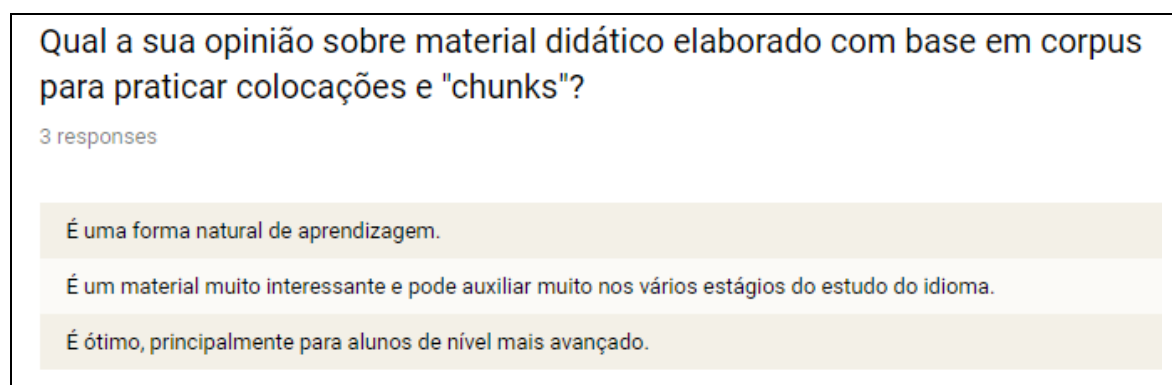 Qual a sua opinião sobre material didático elaborado com base em corpus
para praticar colocações e "chunks"?
3 responses
É uma forma natural de aprendizagem.
É um material muito interessante e pode auxiliar muito nos vários estágios do estudo do idioma.
É ótimo, principalmente para alunos de nível mais avançado.